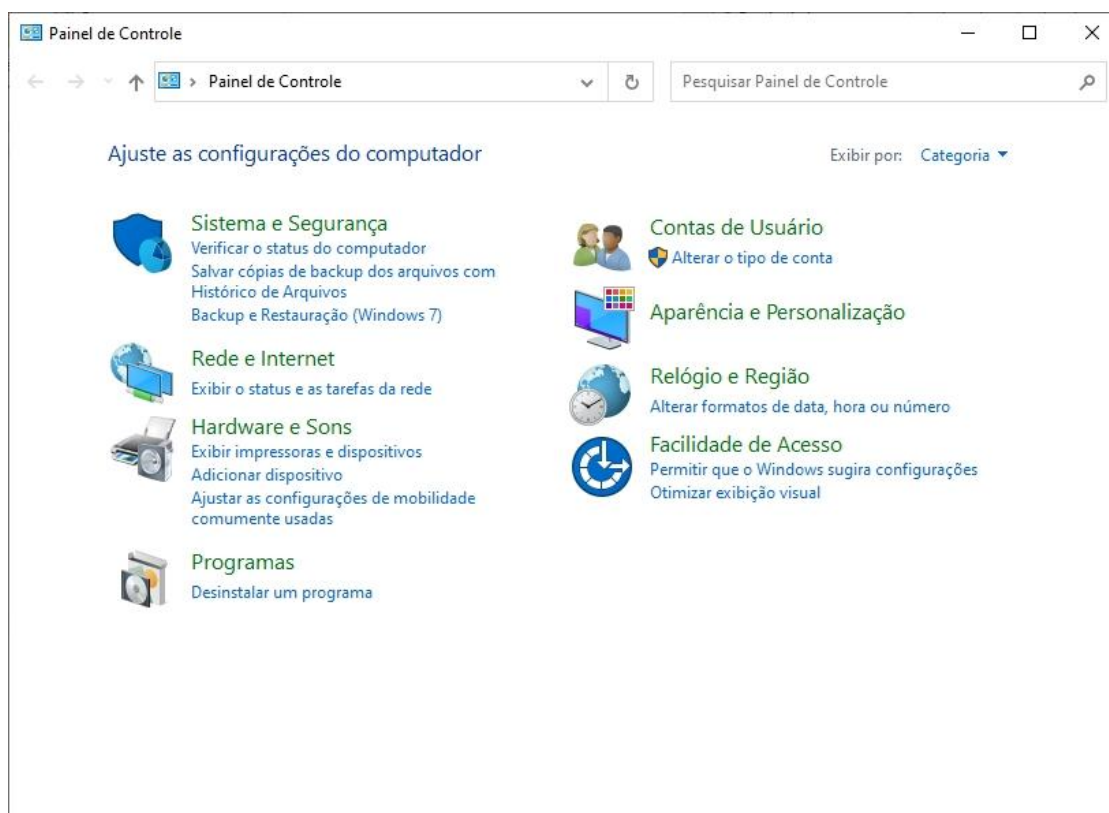 Painel de Controle
Painel de Controle
Pesquisar Painel de Controle
Ajuste as configurações do computador
Exibir por: Categoria
Sistema e Segurança
Verificar o status do computador
Salvar cópias de backup dos arquivos com
Histórico de Arquivos
Backup e Restauração (Windows 7)
Rede e Internet
Exibir o status e as tarefas da rede
Hardware e Sons
Exibir impressoras e dispositivos
Adicionar dispositivo
Ajustar as configurações de mobilidade
comumente usadas
Programas
Desinstalar um programa
Contas de Usuário
Alterar o tipo de conta
Aparência e Personalização
Relógio e Região
Alterar formatos de data, hora ou número
Facilidade de Acesso
Permitir que o Windows sugira configurações
Otimizar exibição visual